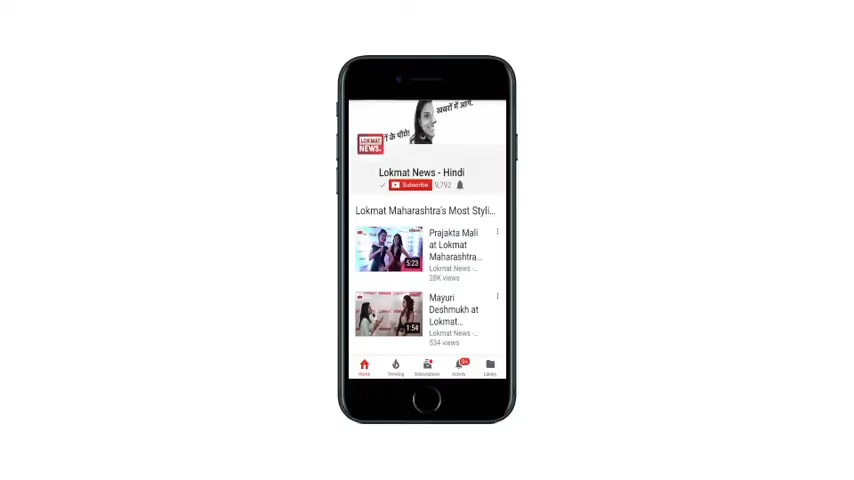 खबरों में आगे,
के पीछे!
LOKMAT
NEWS
Lokmat News - Hindi
Subscribe 9,792
Lokmat Maharashtra's Most Styli...
Prajakta Mali
at Lokmat
Maharashtra...
Lokmat News -...
28K views
5:23
Mayuri
Deshmukh at
Lokmat...
Lokmat News -...
534 views
1:54
Home Trending Subscriptions Activity Library
9+